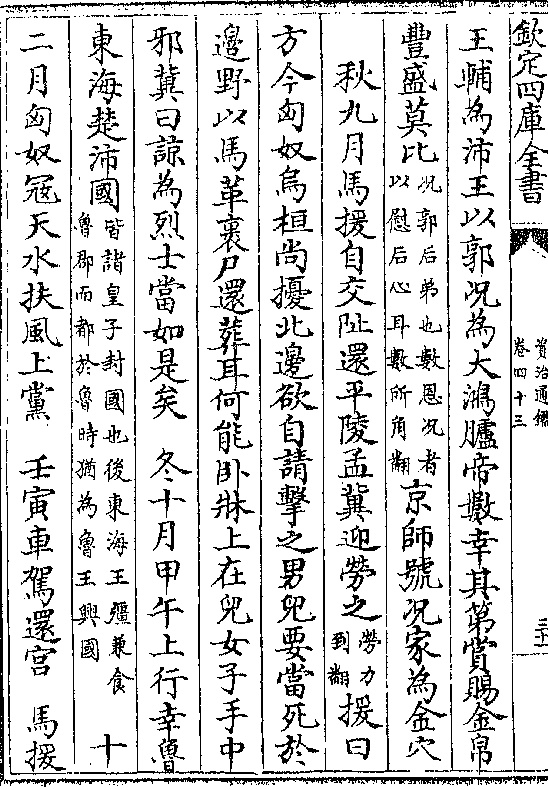 欽定四庫全書
資治通鑑
卷四十三
三十一
王輔為沛王以郭況為大鴻臚帝數幸其第賞賜金帛
豐盛莫比況郭后弟也數恩況者以慰后心耳數所角翻京師號況家為金穴
秋九月馬援自交阯還平陵孟冀迎勞之勞力到翻援曰
方今匈奴烏桓尚擾北邊欲自請擊之男兒要當死於
邊野以馬革裹尸還葬耳何能卧牀上在兒女子手中
邪冀曰諒為烈士當如是矣 冬十月甲午上行幸魯
東海楚沛國皆諸皇子封國也後東海王彊兼食魯郡而都於魯時猶為魯王興國十
二月匈奴宼天水扶風上黨 壬寅車駕還宫 馬援